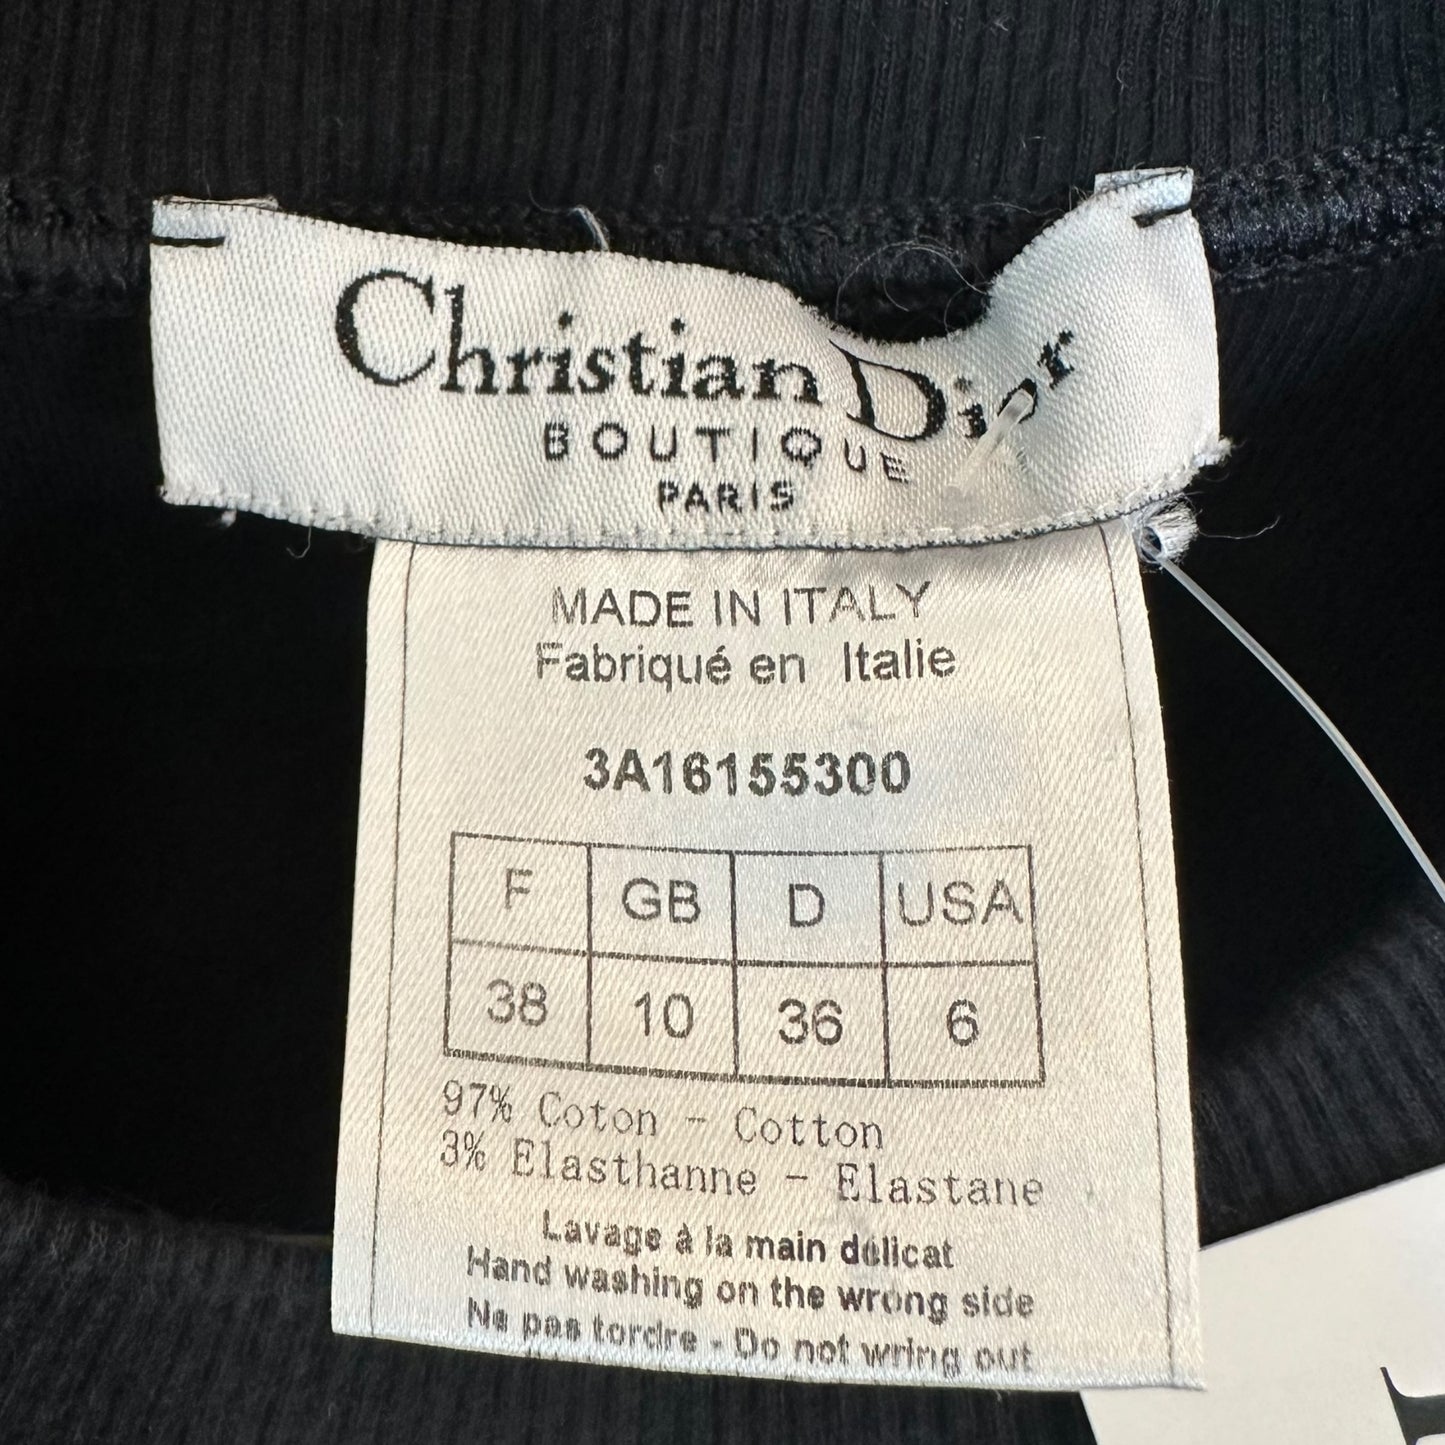 Christian Dior
BOUTIQUE
PARIS
MADE IN ITALY
Fabriqué en Italie
3A16155300
F GB D USA
38 10 36 6
97% Coton - Cotton
3% Elasthanne - Elastane
Lavage à la main délicat
Hand washing on the wrong side
Ne pas tordre - Do not wring out